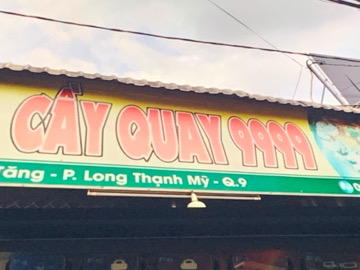 CẦY QUAY 9999
Tăng - P. Long Thạnh Mỹ - Q.9